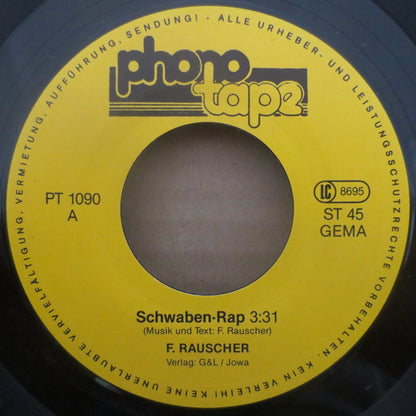 phono
tape
ALLE URHEBER- UND LEISTUNGSSCHUTZRECHTE VORBEHALTEN. KEIN VERLEIH! KEINE UNERLAUBTE VERVIELFÄLTIGUNG, VERMIETUNG, AUFFÜHRUNG, SENDUNG! -
PT 1090
A
LC 8695
ST 45
GEMA
Schwaben-Rap 3:31
(Musik und Text: F. Rauscher)
F. RAUSCHER
Verlag: G&L / Jowa